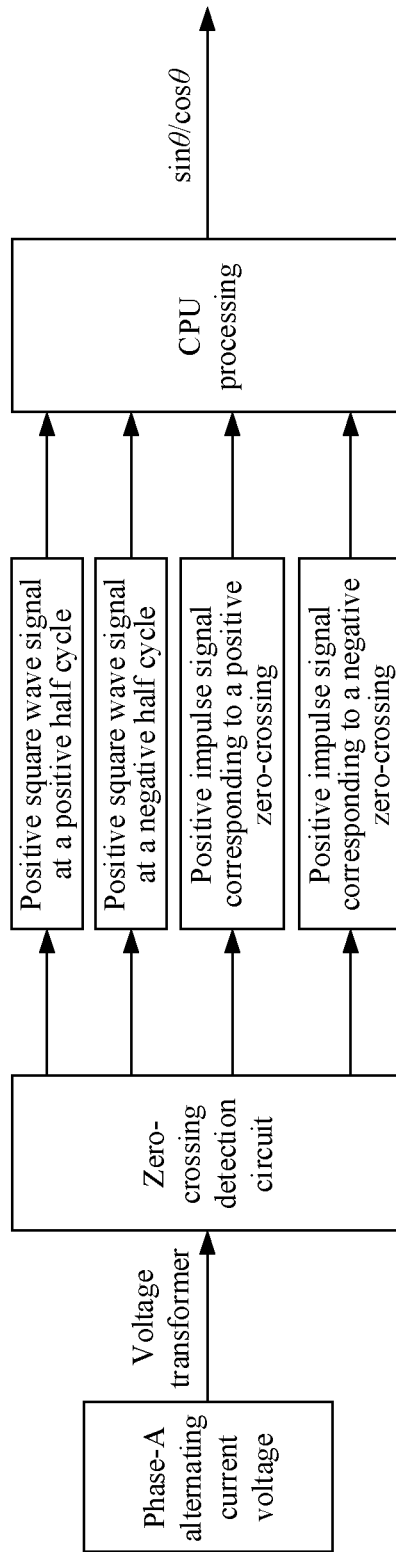 Phase-A
alternating
current
voltage
Voltage
transformer
Zero-
crossing
detection
circuit
Positive square wave signal
at a positive half cycle
Positive square wave signal
at a negative half cycle
Positive impulse signal
corresponding to a positive
zero-crossing
Positive impulse signal
corresponding to a negative
zero-crossing
CPU
processing
sinθ/cosθ